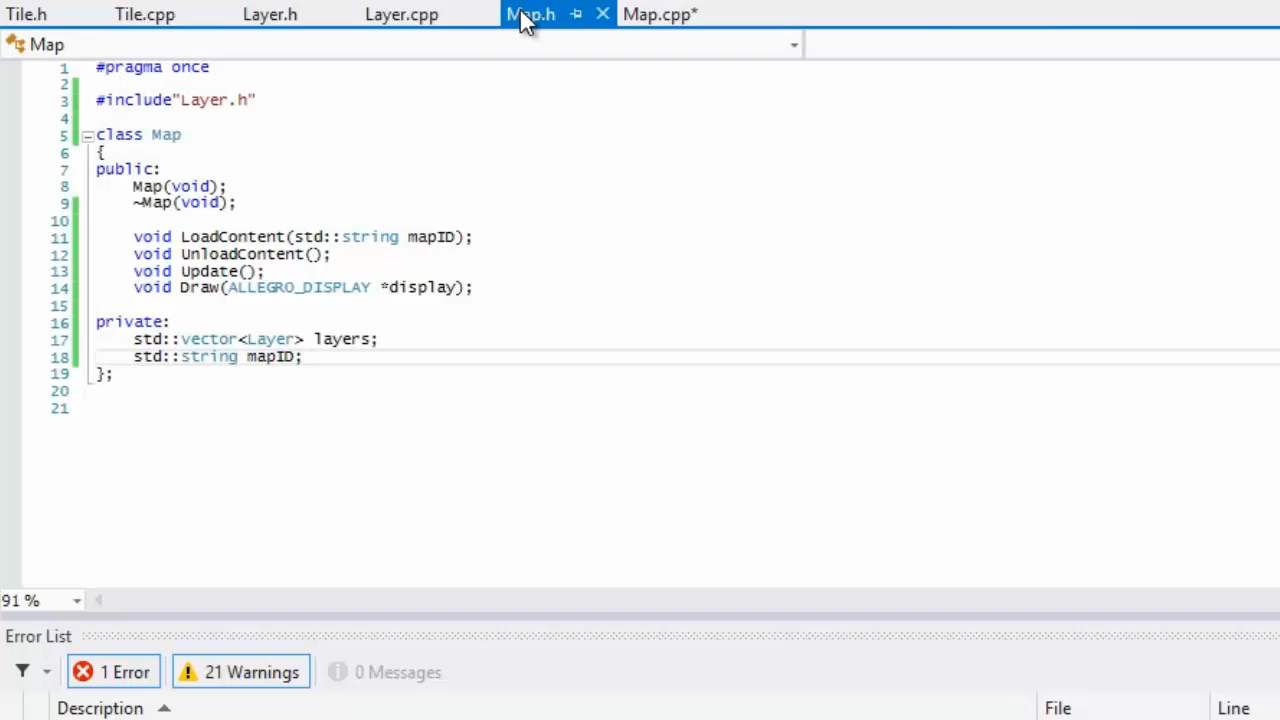 Tile.h Tile.cpp Layer.h Layer.cpp Map.h Map.cpp*
Map
1 #pragma once
2
3 #include"Layer.h"
4
5 class Map
6 {
7 public:
8 Map(void);
9 ~Map(void);
10
11 void LoadContent(std::string mapID);
12 void UnloadContent();
13 void Update();
14 void Draw(ALLEGRO_DISPLAY *display);
15
16 private:
17 std::vector<Layer> layers;
18 std::string mapID;
19 };
20
21
91 %
Error List
1 Error 21 Warnings 0 Messages
Description File Line